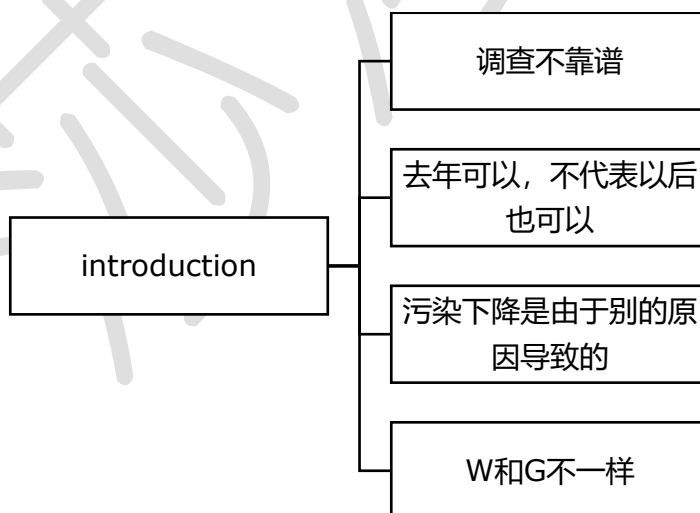 调查不靠谱
去年可以，不代表以后
也可以
introduction
污染下降是由于别的原
因导致的
W和G不一样